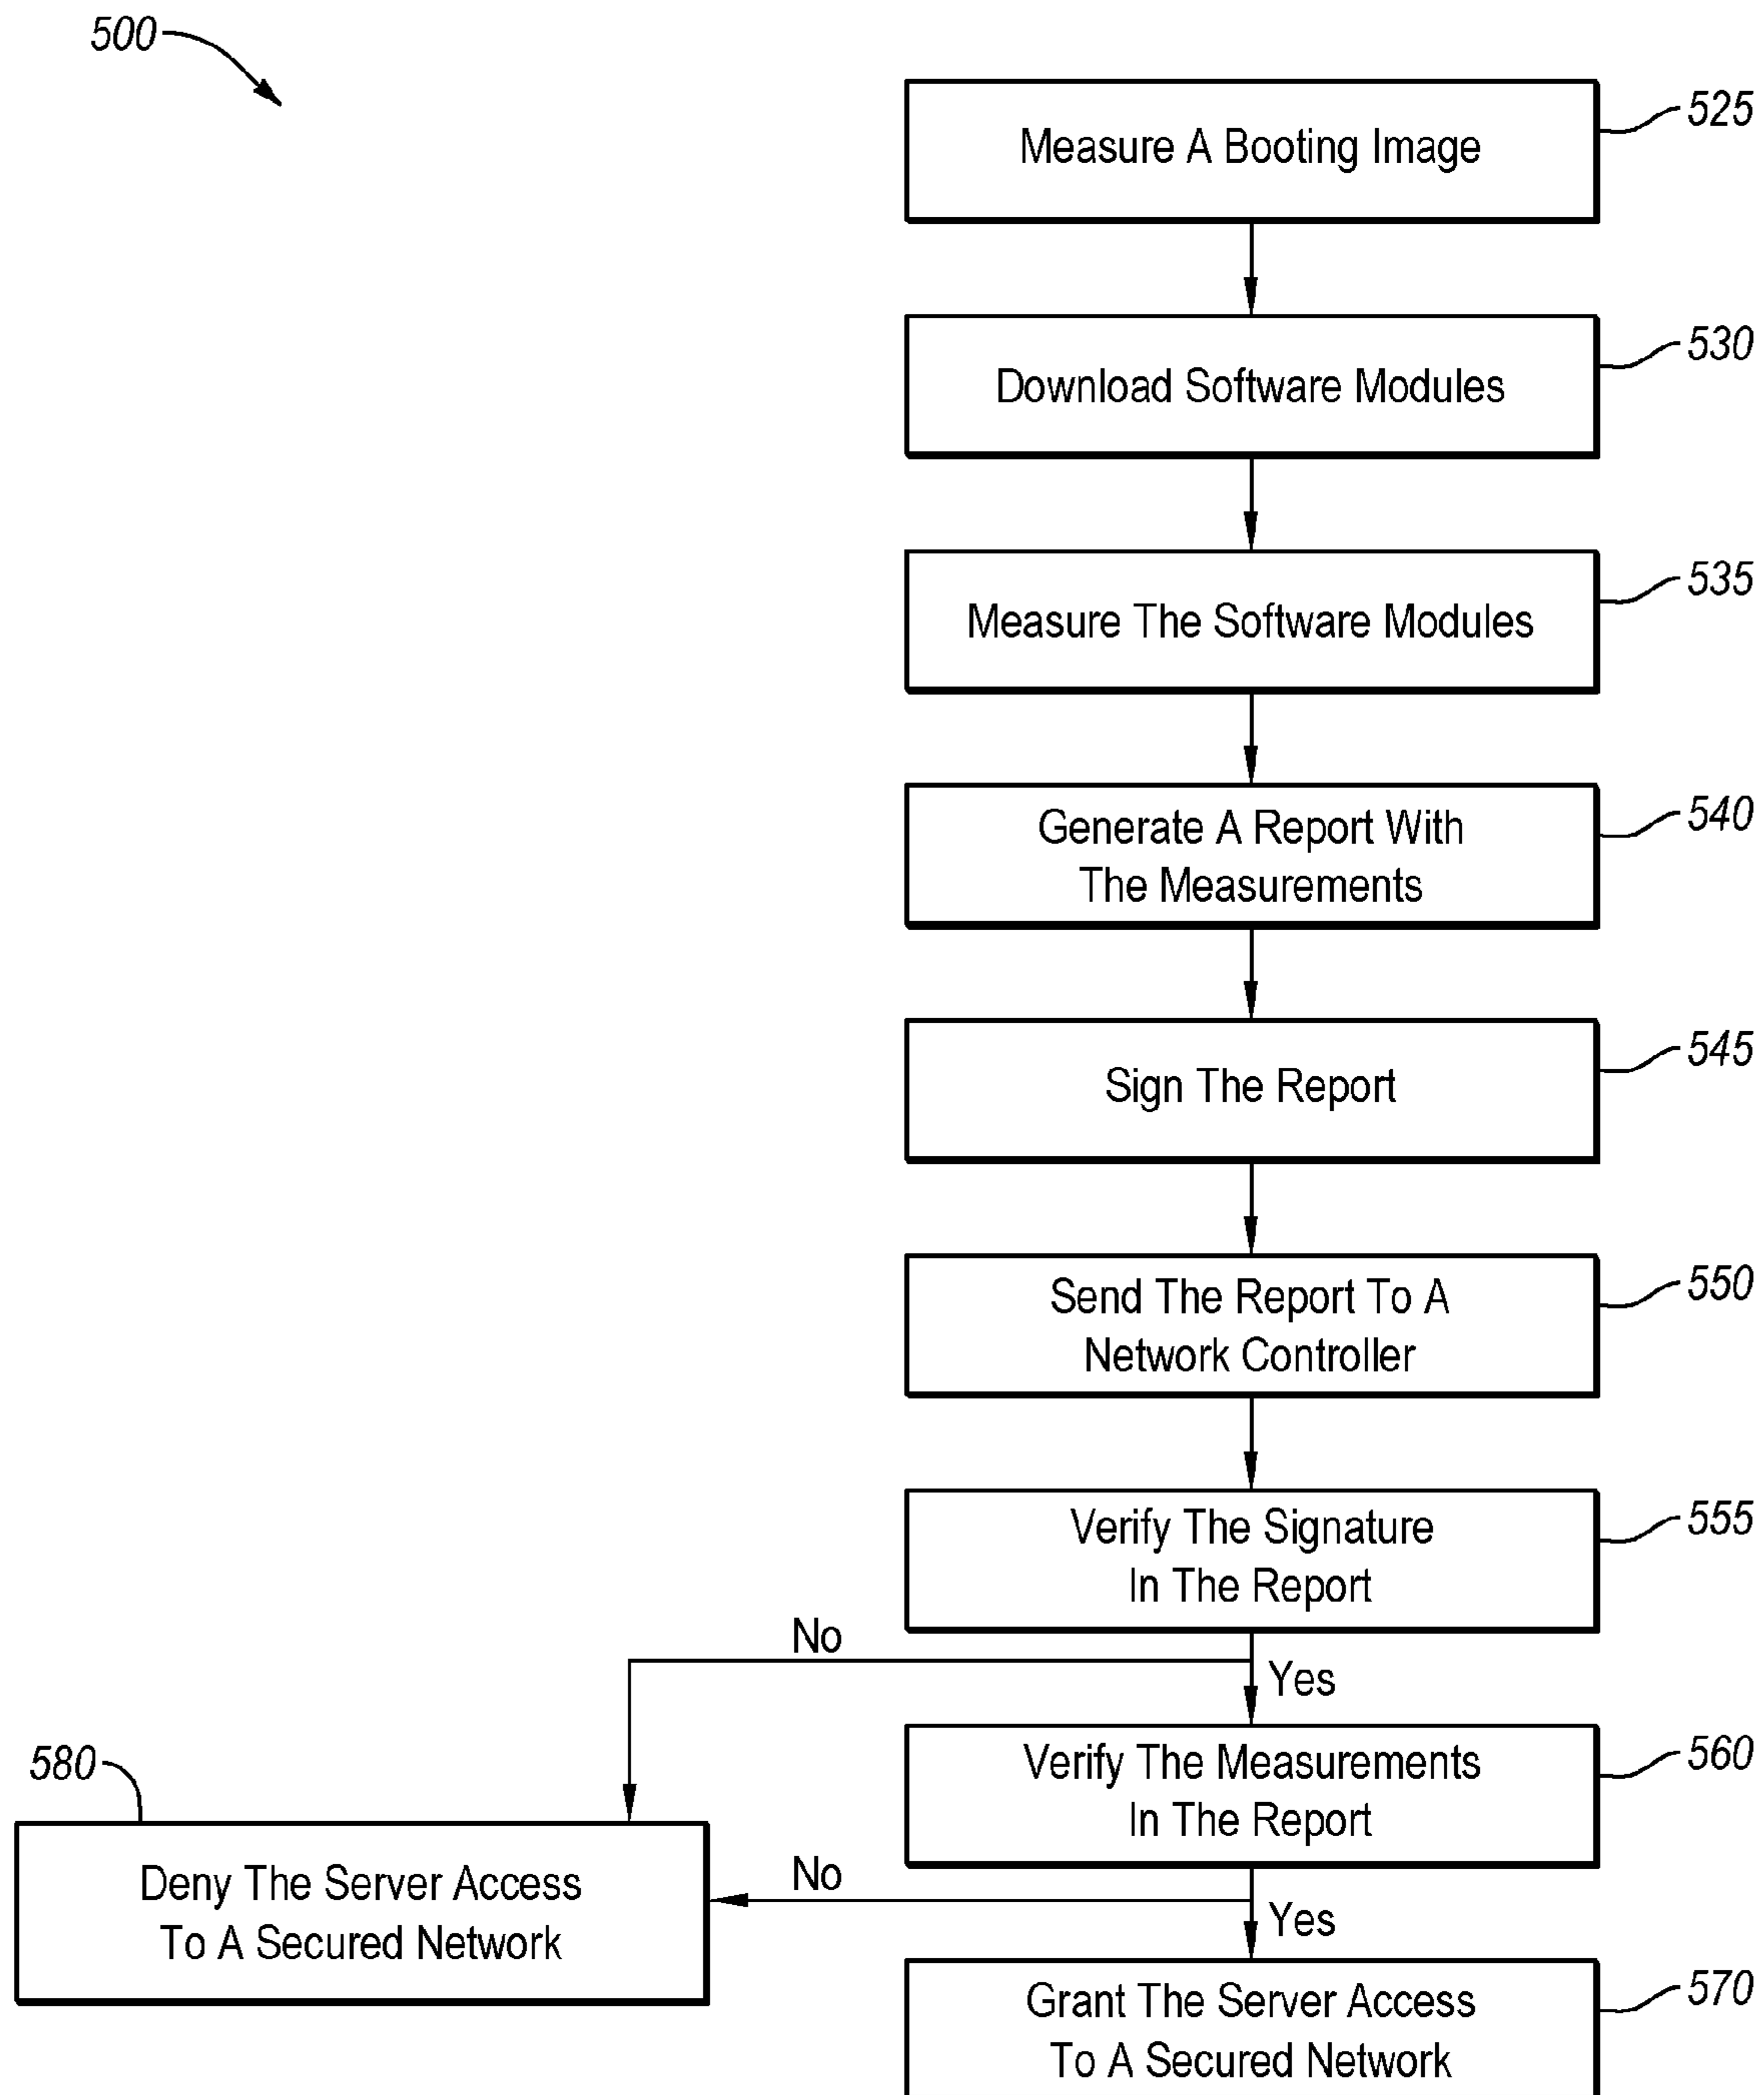 500
Measure A Booting Image
525
Download Software Modules
530
Measure The Software Modules
535
Generate A Report With
The Measurements
540
Sign The Report
545
Send The Report To A
Network Controller
550
Verify The Signature
In The Report
555
No
Yes
Verify The Measurements
In The Report
560
580
Deny The Server Access
To A Secured Network
No
Yes
Grant The Server Access
To A Secured Network
570